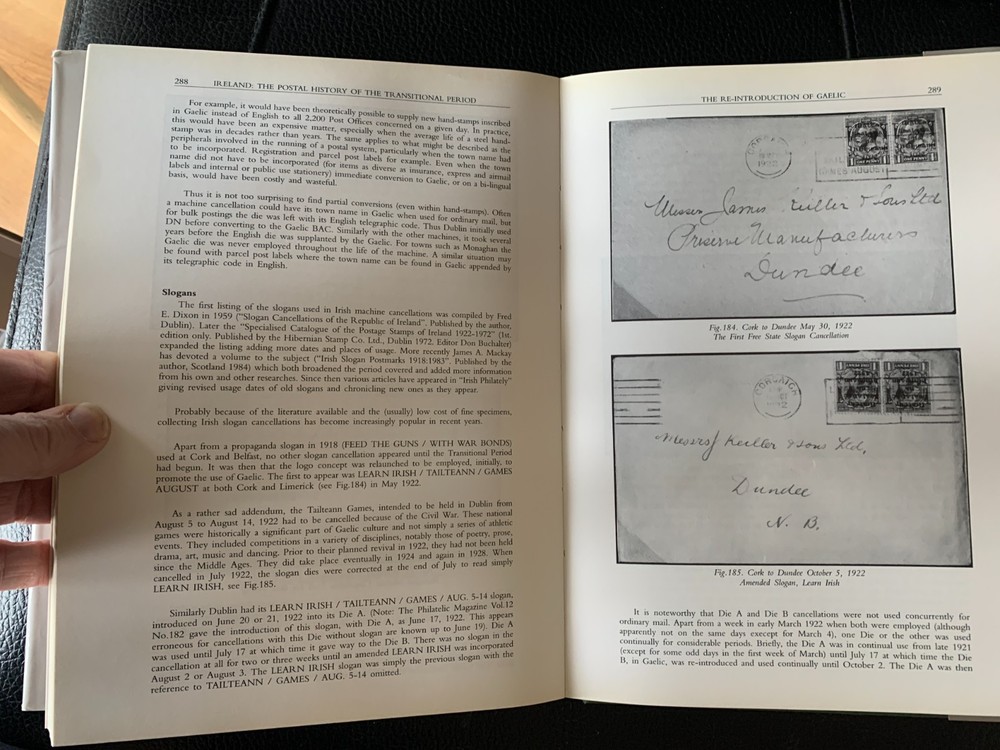 288 IRELAND: THE POSTAL HISTORY OF THE TRANSITIONAL PERIOD
For example, it would have been theoretically possible to supply new hand-stamps inscribed
in Gaelic instead of English to all 2,200 Post Offices concerned on a given day. In practice,
this would have been an expensive matter, especially when the average life of a steel hand-
stamp was in decades rather than years. The same applies to what might be described as the
peripherals involved in the running of a postal system, particularly when the town name had
to be incorporated. Registration and parcel post labels for example. Even when the town
name did not have to be incorporated (for items as diverse as insurance, express and airmail
labels and internal or public use stationery) immediate conversion to Gaelic, or on a bi-lingual
basis, would have been costly and wasteful.
Thus it is not too surprising to find partial conversions (even within hand-stamps). Often
a machine cancellation could have its town name in Gaelic when used for ordinary mail, but
for bulk postings the die was left with in English telegraphic code. Thus Dublin initially used
DN before converting to the Gaelic BAC. Similarly with the other machines, it took several
years before the English die was supplanted by the Gaelic. For towns such as Monaghan the
Gaelic die was never employed throughout the life of the machine. A similar situation may
be found with parcel post labels where the town name can be found in Gaelic appended by
its telegraphic code in English.
Slogans
The first listing of the slogans used in Irish machine cancellations was compiled by Fred
E. Dixon in 1959 ("Slogan Cancellations of the Republic of Ireland". Published by the author,
Dublin). Later the "Specialised Catalogue of the Postage Stamps of Ireland 1922-1972" (1st.
edition only. Published by the Hibernian Stamp Co. Ltd., Dublin 1972. Editor Don Buchalter)
expanded the listing adding more dates and places of usage. More recently James A. Mackay
has devoted a volume to the subject ("Irish Slogan Postmarks 1918:1983". Published by the
author, Scotland 1984) which both broadened the period covered and added more information
from his own and other researches. Since then various articles have appeared in "Irish Philately"
giving revised usage dates of old slogans and chronicling new ones as they appear.
Probably because of the literature available and the (usually) low cost of fine specimens,
collecting Irish slogan cancellations has become increasingly popular in recent years.
Apart from a propaganda slogan in 1918 (FEED THE GUNS / WITH WAR BONDS)
used at Cork and Belfast, no other slogan cancellation appeared until the Transitional Period
had begun. It was then that the logo concept was relaunched to be employed, initially, to
promote the use of Gaelic. The first to appear was LEARN IRISH / TAILTEANN / GAMES
AUGUST at both Cork and Limerick (see Fig.184) in May 1922.
As a rather sad addendum, the Tailtean Games, intended to be held in Dublin from
August 5 to August 14, 1922 had to be cancelled because of the Civil War. These national
games were historically a significant part of Gaelic culture and not simply a series of athletic
events. They included competitions in a variety of disciplines, notably those of poetry, prose,
drama, art, music and dancing. Prior to their planned revival in 1922, they had not been held
since the Middle Ages. They did take place eventually in 1924 and again in 1928. When
cancelled in July 1922, the slogan dies were corrected at the end of July to read simply
LEARN IRISH, see Fig.185.
Similarly Dublin had its LEARN IRISH / TAILTEANN / GAMES / AUG. 5-14 slogan,
introduced on June 20 or 21, 1922 into its Die A. (Note: The Philatelic Magazine Vol.12
No.182 gave the introduction of this slogan, with Die A, as June 17, 1922. This appears
erroneous for cancellations with this Die without slogan are known up to June 19). Die A
was used until July 17 at which time it gave way to the Die B. There was no slogan in the
cancellation at all for two or three weeks until an amended LEARN IRISH was incorporated
August 2 or August 3. The LEARN IRISH slogan was simply the previous slogan with the
reference to TAILTEANN / GAMES / AUG. 5-14 omitted.
THE RE-INTRODUCTION OF GAELIC 289
GAMES AUGUST
Messrs James Keiller & Sons Ltd
Preserve Manufacturers
Dundee
Fig.184. Cork to Dundee May 30, 1922
The First Free State Slogan Cancellation
CORCAIGH
Messrs Keiller & Sons Ltd,
Dundee
N. B.
Fig.185. Cork to Dundee October 5, 1922
Amended Slogan, Learn Irish
It is noteworthy that Die A and Die B cancellations were not used concurrently for
ordinary mail. Apart from a week in early March 1922 when both were employed (although
apparently not on the same days except for March 4), one Die or the other was used
continually for considerable periods. Briefly, the Die A was in continual use from late 1921
(except for some odd days in the first week of March) until July 17 at which time the Die
B, in Gaelic, was re-introduced and used continually until October 2. The Die A was then